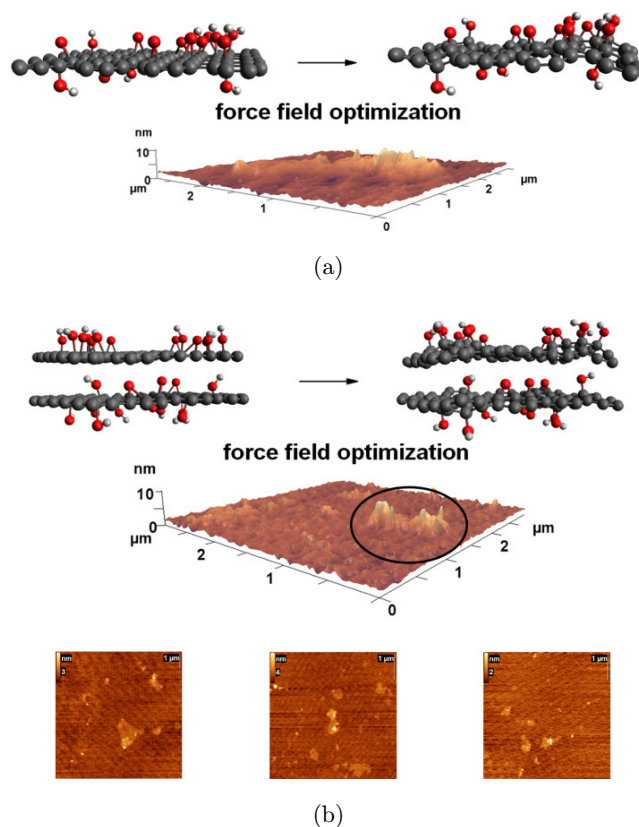 force field optimization
nm
10
0
µm
2
1
0
1
2
µm
(a)
force field optimization
nm
10
0
µm
2
1
0
1
2
µm
nm 1 µm
3
nm 1 µm
4
nm 1 µm
2
(b)